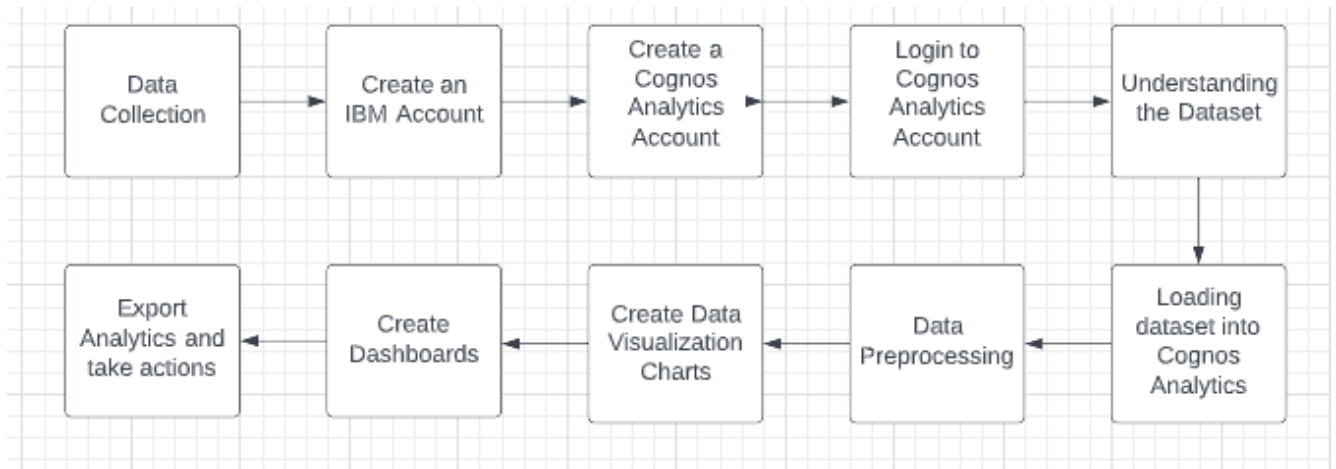 Data
Collection
Create an
IBM Account
Create a
Cognos
Analytics
Account
Login to
Cognos
Analytics
Account
Understanding
the Dataset
Loading
dataset into
Cognos
Analytics
Data
Preprocessing
Create Data
Visualization
Charts
Create
Dashboards
Export
Analytics and
take actions